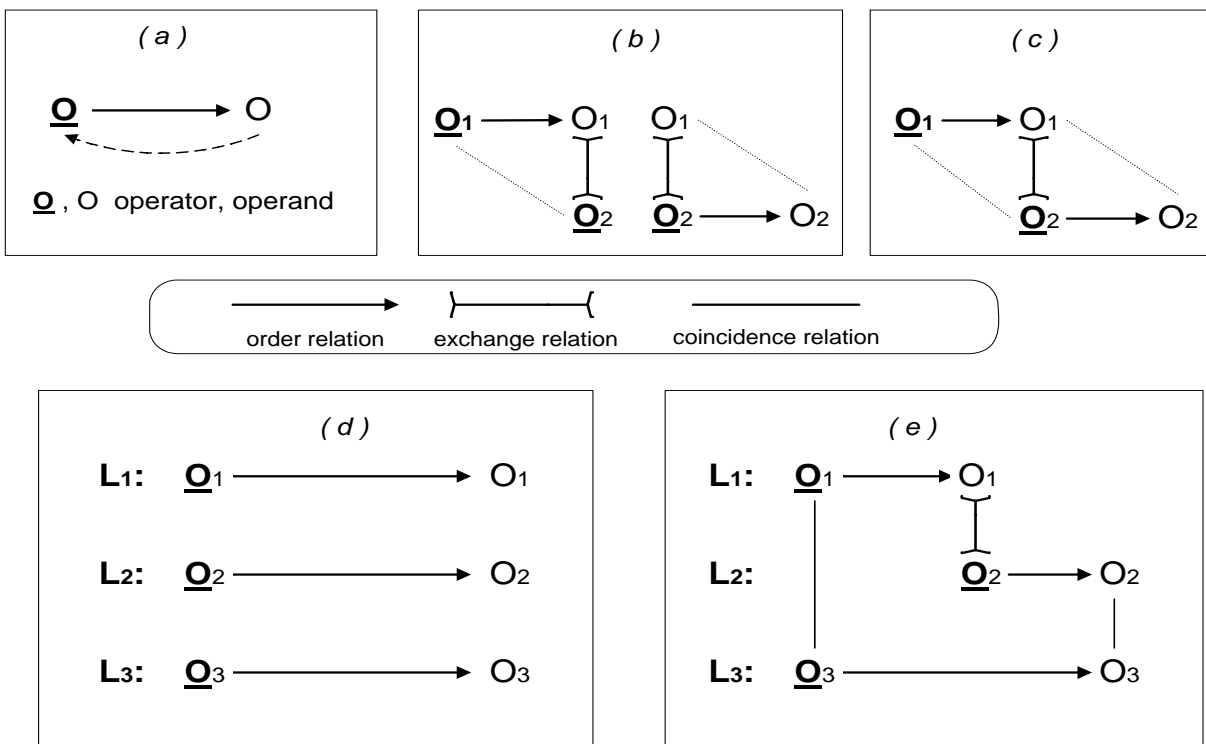 ( a )
O O
O , O operator, operand
( b )
O1 O1 O1
O2 O2 O2
( c )
O1 O1
O2 O2
order relation exchange relation coincidence relation
( d )
L1: O1 O1
L2: O2 O2
L3: O3 O3
( e )
L1: O1 O1
L2: O2 O2
L3: O3 O3